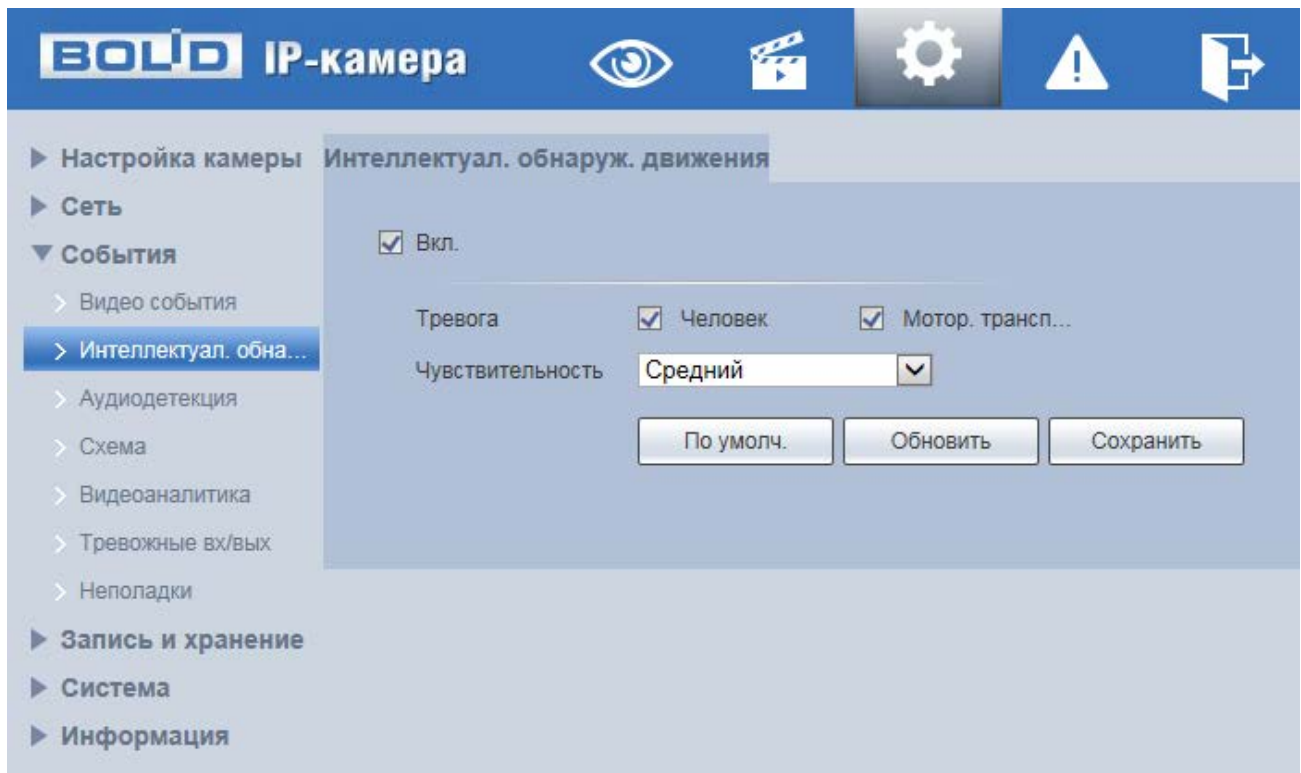 BOLID IP-камера
Настройка камеры
Сеть
События
Видео события
Интеллектуал. обна...
Аудиодетекция
Схема
Видеоаналитика
Тревожные вх/вых
Неполадки
Запись и хранение
Система
Информация
Интеллектуал. обнаруж. движения
Вкл.
Тревога Человек Мотор. трансп...
Чувствительность Средний
По умолч. Обновить Сохранить